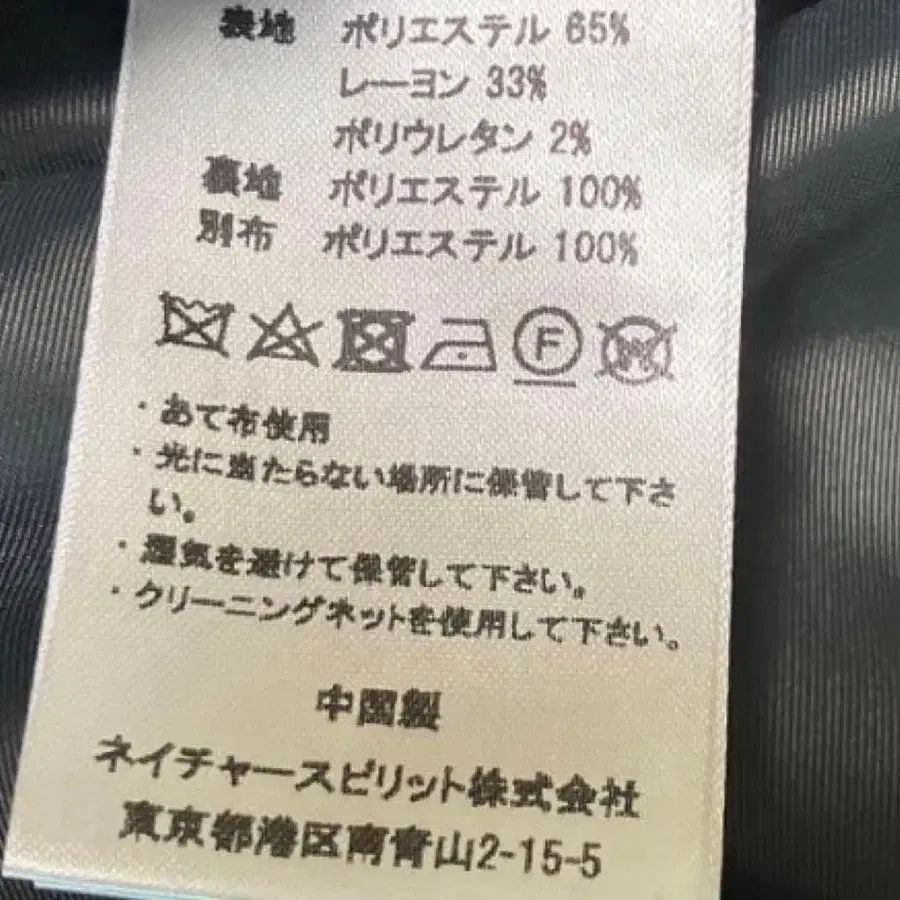 表地 ポリエステル 65%
レーヨン 33%
ポリウレタン 2%
裏地 ポリエステル 100%
別布 ポリエステル 100%
F W
・あて布使用
・光に当たらない場所に保管して下さ
い。
・湿気を避けて保管して下さい。
・クリーニングネットを使用して下さい。
中国製
ネイチャースピリット株式会社
東京都港区南青山2-15-5